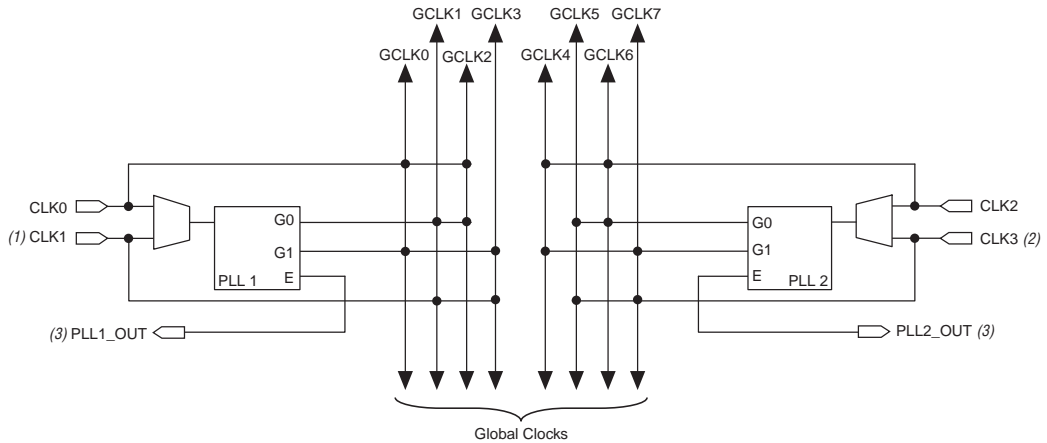 GCLK1 GCLK3 GCLK5 GCLK7
GCLK0 GCLK2 GCLK4 GCLK6
CLK0
(1) CLK1
G0
G1
E
PLL 1
(3) PLL1_OUT
G0
G1
E
PLL 2
CLK2
CLK3 (2)
PLL2_OUT (3)
Global Clocks